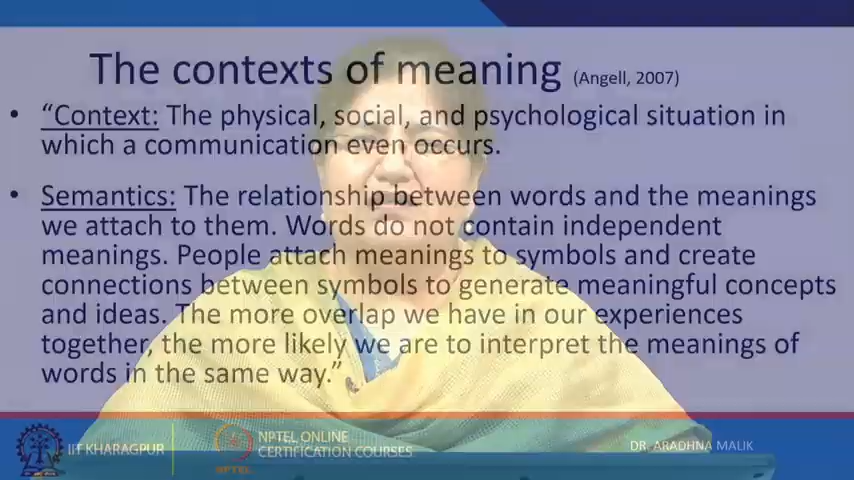 The contexts of meaning (Angell, 2007)
• “Context: The physical, social, and psychological situation in
which a communication even occurs.
• Semantics: The relationship between words and the meanings
we attach to them. Words do not contain independent
meanings. People attach meanings to symbols and create
connections between symbols to generate meaningful concepts
and ideas. The more overlap we have in our experiences
together, the more likely we are to interpret the meanings of
words in the same way.”
IIT KHARAGPUR
NPTEL
NPTEL ONLINE
CERTIFICATION COURSES
DR. ARADHNA MALIK